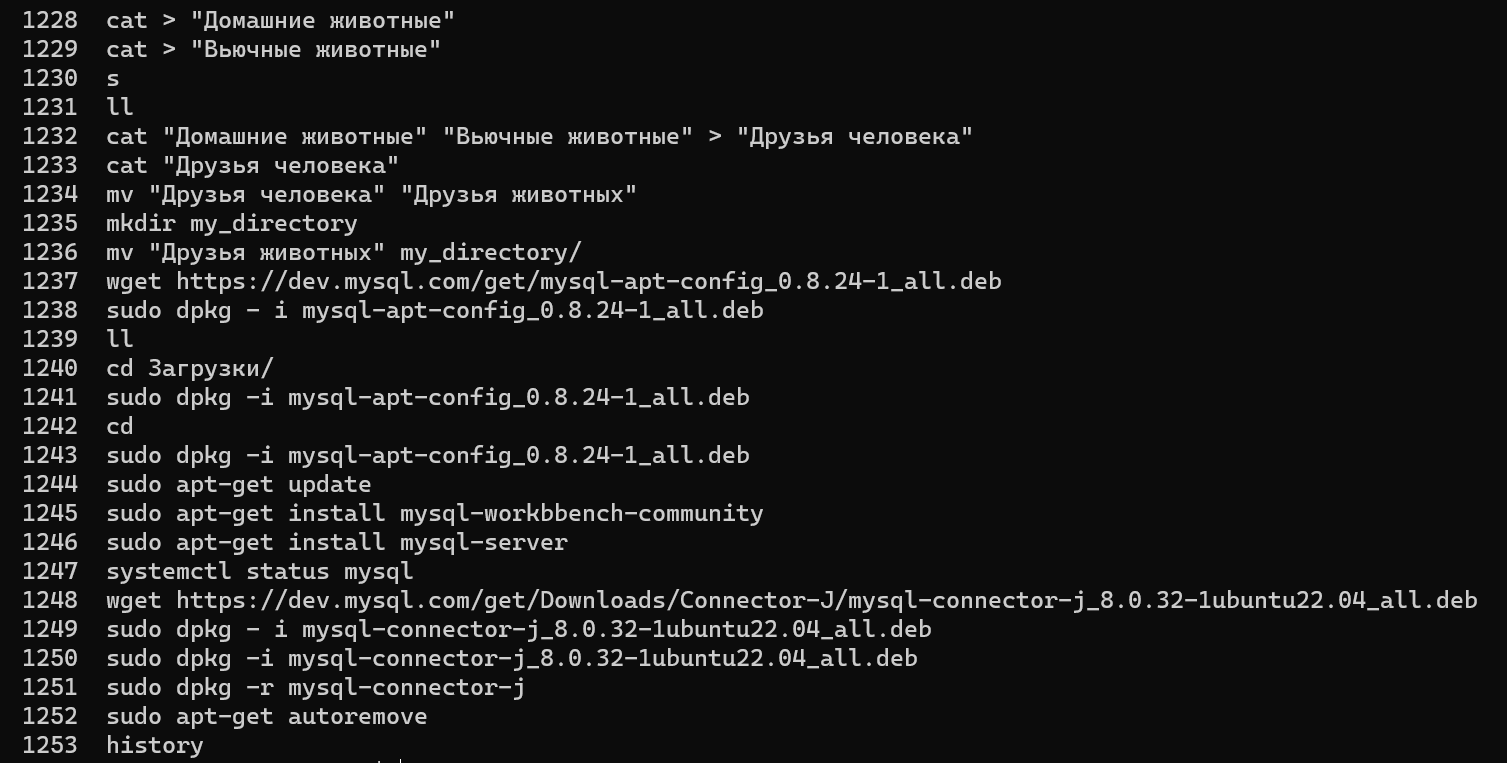 1228 cat > "Домашние животные"
1229 cat > "Вьючные животные"
1230 s
1231 ll
1232 cat "Домашние животные" "Вьючные животные" > "Друзья человека"
1233 cat "Друзья человека"
1234 mv "Друзья человека" "Друзья животных"
1235 mkdir my_directory
1236 mv "Друзья животных" my_directory/
1237 wget https://dev.mysql.com/get/mysql-apt-config_0.8.24-1_all.deb
1238 sudo dpkg - i mysql-apt-config_0.8.24-1_all.deb
1239 ll
1240 cd Загрузки/
1241 sudo dpkg -i mysql-apt-config_0.8.24-1_all.deb
1242 cd
1243 sudo dpkg -i mysql-apt-config_0.8.24-1_all.deb
1244 sudo apt-get update
1245 sudo apt-get install mysql-workbbench-community
1246 sudo apt-get install mysql-server
1247 systemctl status mysql
1248 wget https://dev.mysql.com/get/Downloads/Connector-J/mysql-connector-j_8.0.32-1ubuntu22.04_all.deb
1249 sudo dpkg - i mysql-connector-j_8.0.32-1ubuntu22.04_all.deb
1250 sudo dpkg -i mysql-connector-j_8.0.32-1ubuntu22.04_all.deb
1251 sudo dpkg -r mysql-connector-j
1252 sudo apt-get autoremove
1253 history